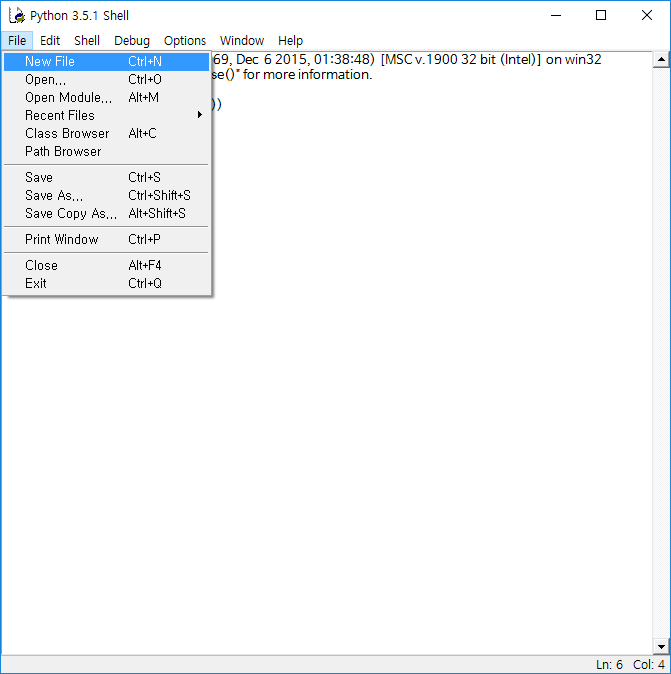 Python 3.5.1 Shell
File Edit Shell Debug Options Window Help
New File Ctrl+N
69, Dec 6 2015, 01:38:48) [MSC v.1900 32 bit (Intel)] on win32
Open... Ctrl+O
se()" for more information.
Open Module... Alt+M
))
Recent Files
Class Browser Alt+C
Path Browser
Save Ctrl+S
Save As... Ctrl+Shift+S
Save Copy As... Alt+Shift+S
Print Window Ctrl+P
Close Alt+F4
Exit Ctrl+Q
Ln: 6 Col: 4